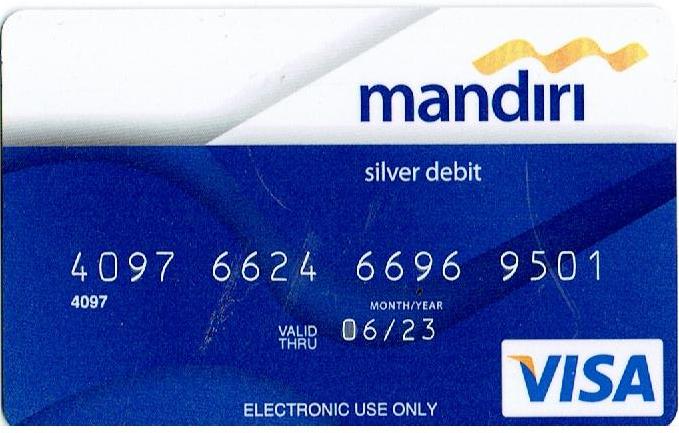 mandiri
silver debit
4097 6624 6696 9501
4097
MONTH/YEAR
VALID THRU 06/23
VISA
ELECTRONIC USE ONLY